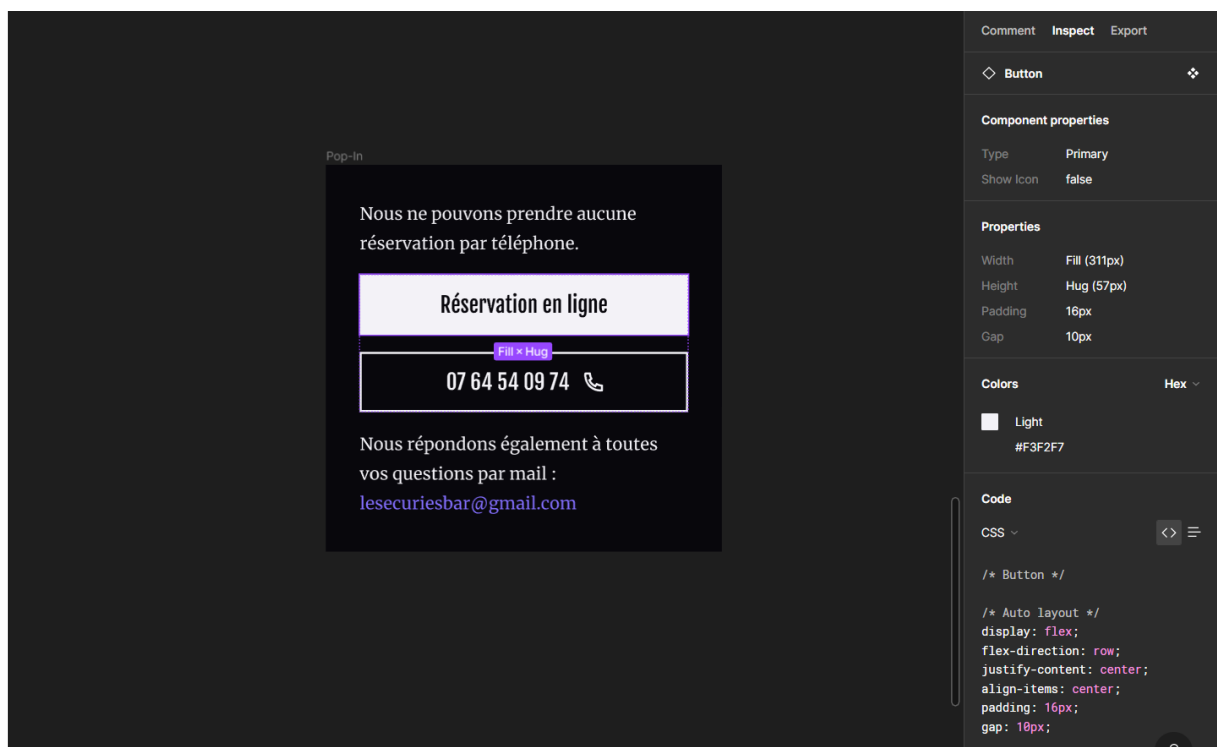 Comment Inspect Export
Button
Component properties
Type Primary
Show Icon false
Properties
Width Fill (311px)
Height Hug (57px)
Padding 16px
Gap 10px
Colors Hex
Light
#F3F2F7
Code
CSS
/* Button */
/* Auto layout */
display: flex;
flex-direction: row;
justify-content: center;
align-items: center;
padding: 16px;
gap: 10px;
Pop-In
Nous ne pouvons prendre aucune
réservation par téléphone.
Réservation en ligne
Fill × Hug
07 64 54 09 74
Nous répondons également à toutes
vos questions par mail :
lesecuriesbar@gmail.com